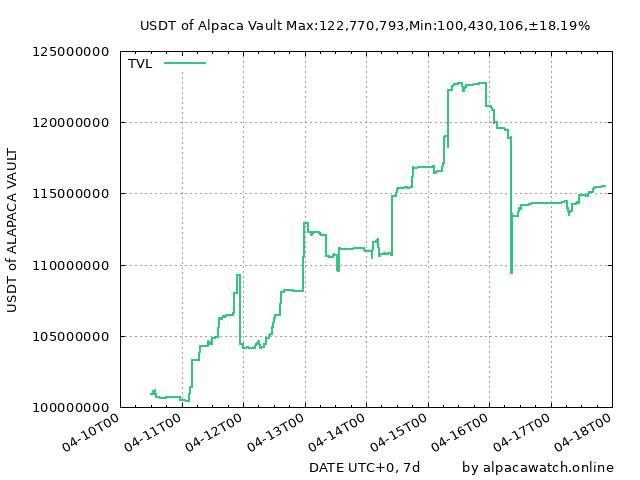 USDT of Alpaca Vault Max:122,770,793,Min:100,430,106,±18.19%
TVL
125000000
120000000
115000000
110000000
105000000
100000000
USDT of ALAPACA VAULT
04-10T00
04-11T00
04-12T00
04-13T00
04-14T00
04-15T00
04-16T00
04-17T00
04-18T00
DATE UTC+0, 7d
by alpacawatch.online